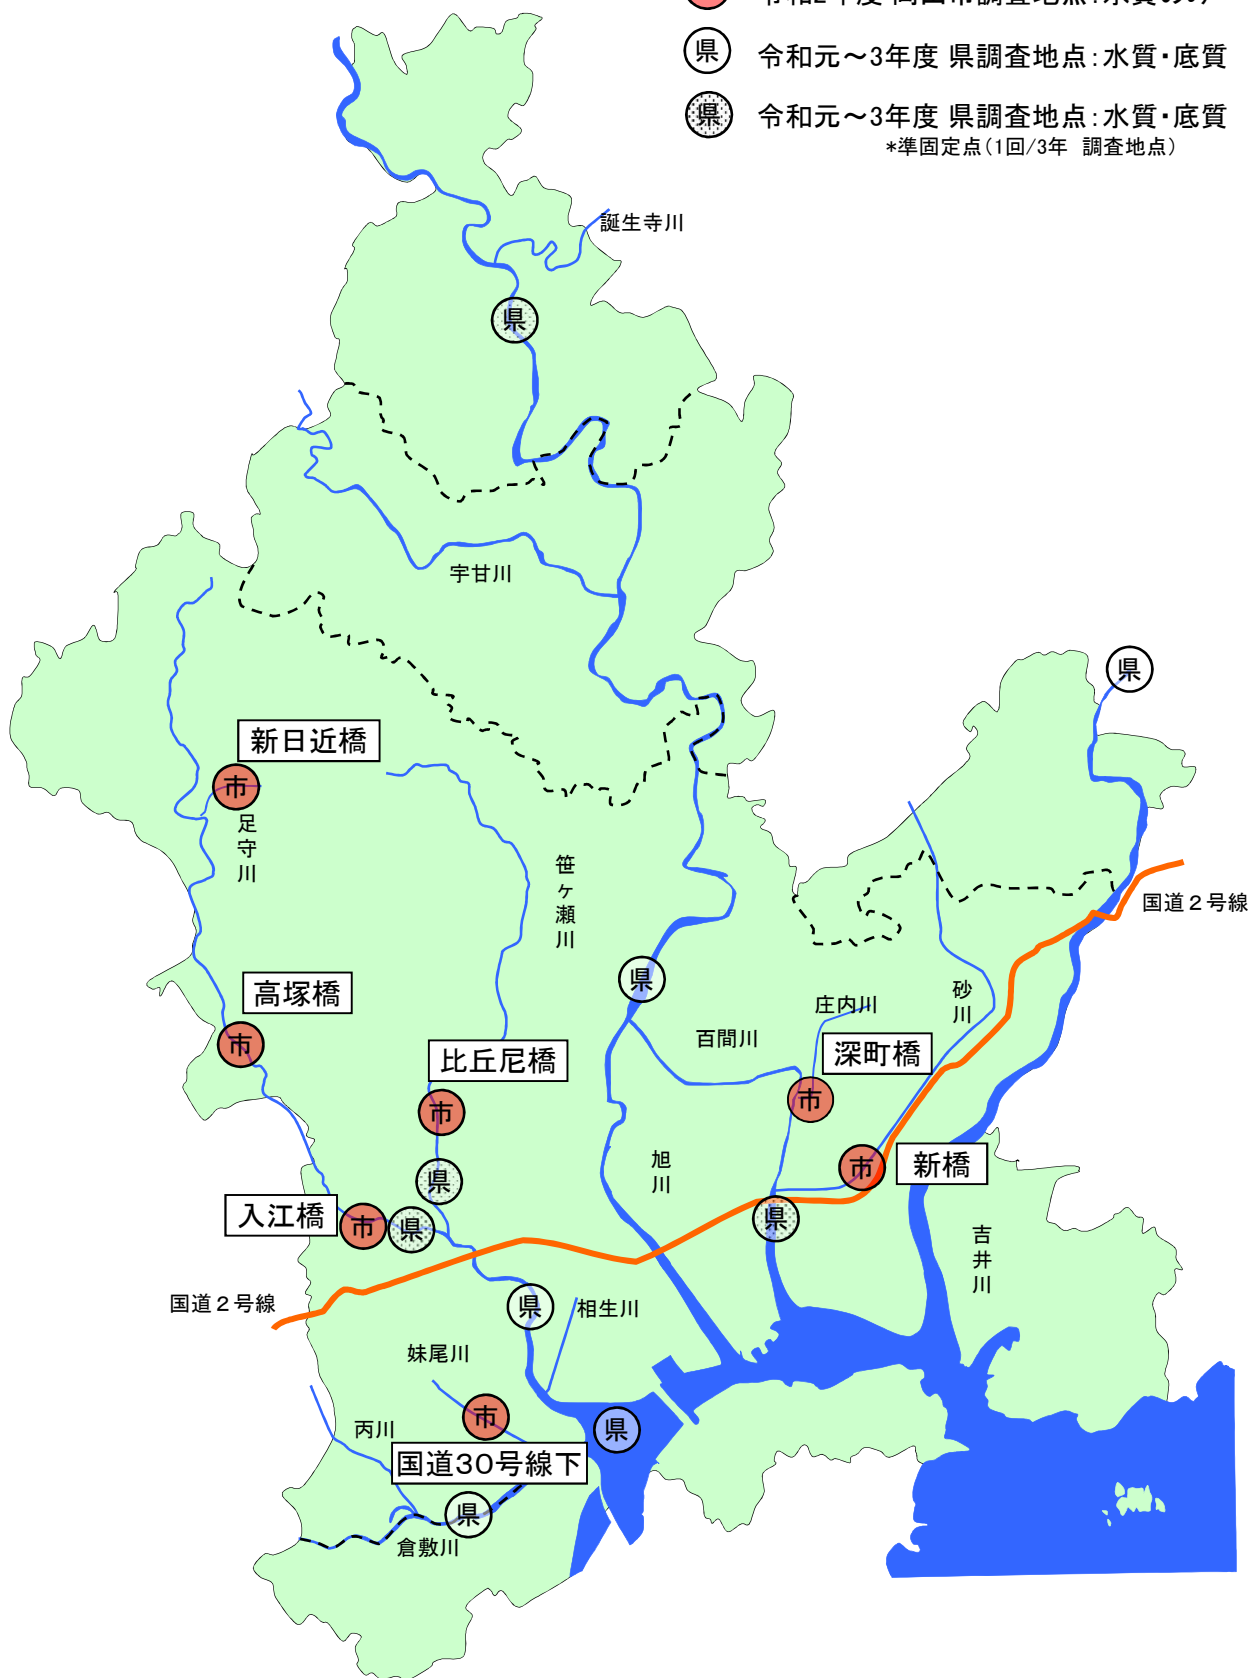 県 令和元～3年度 県調査地点：水質・底質
県 令和元～3年度 県調査地点：水質・底質
*準固定点（1回/3年 調査地点）
誕生寺川
県
宇甘川
県
新日近橋
市
足守川
笹ヶ瀬川
国道２号線
県
高塚橋
市
砂川
庄内川
百間川
深町橋
市
比丘尼橋
市
旭川
新橋
市
県
入江橋
市
県
県
吉井川
国道２号線
県
相生川
妹尾川
市
県
丙川
国道30号線下
県
倉敷川